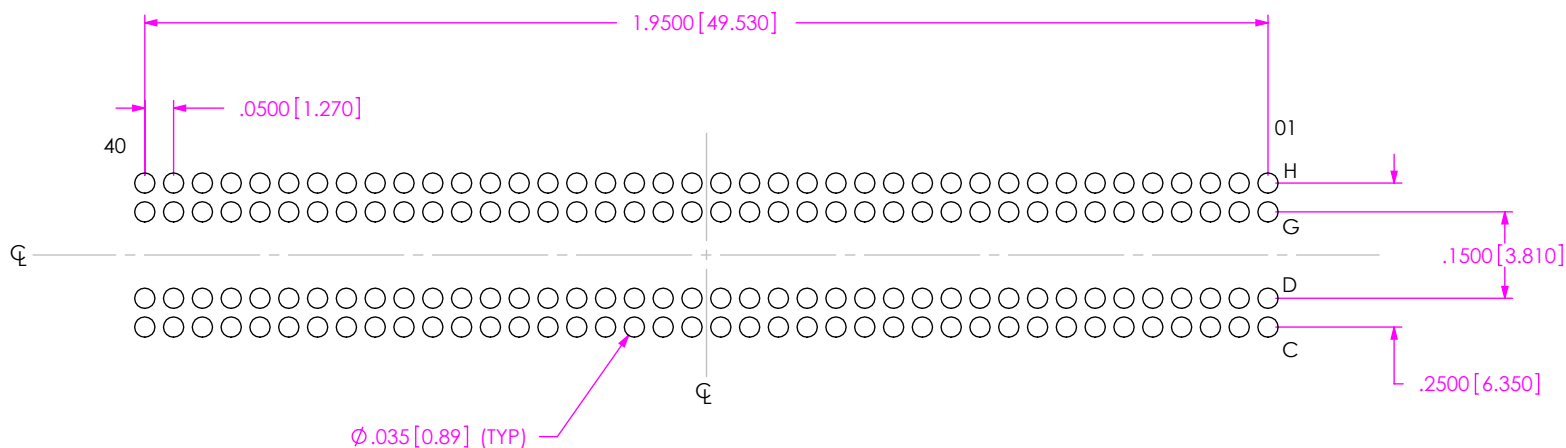 1.9500 [49.530]
.0500 [1.270]
40
01
H
G
℄
.1500 [3.810]
D
C
.2500 [6.350]
℄
Ø.035 [0.89] (TYP)